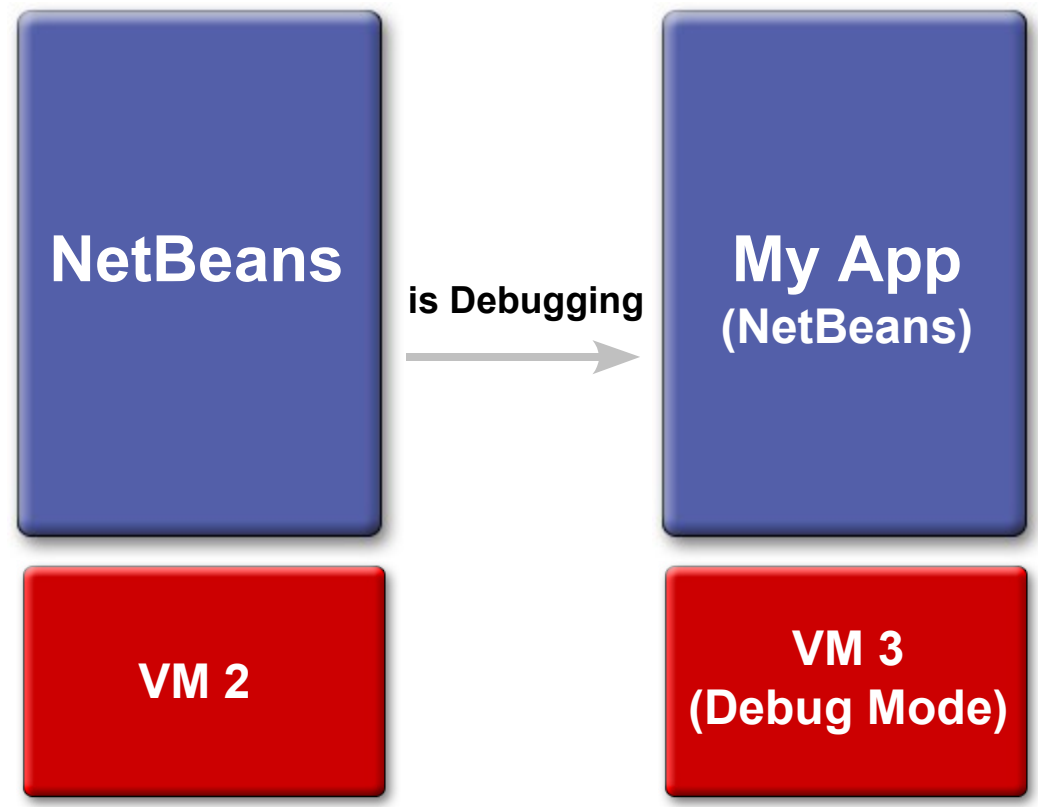 NetBeans
is Debugging
My App
(NetBeans)
VM 2
VM 3
(Debug Mode)